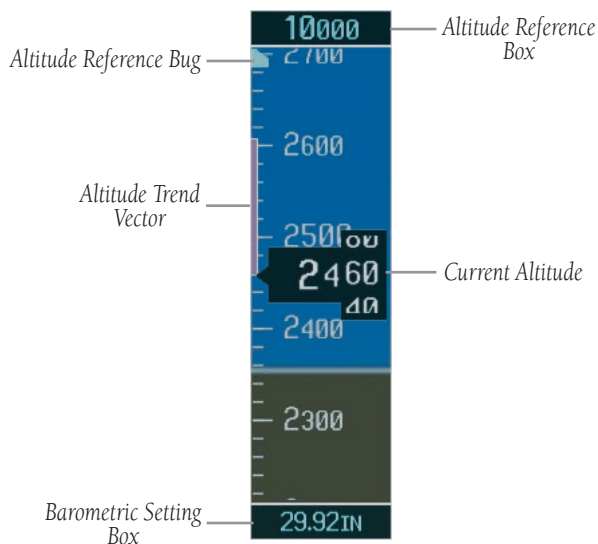 10000
Altitude Reference
Box
Altitude Reference Bug
2700
2600
Altitude Trend
Vector
2500
60
2460
Current Altitude
40
2400
2300
Barometric Setting
Box
29.92IN